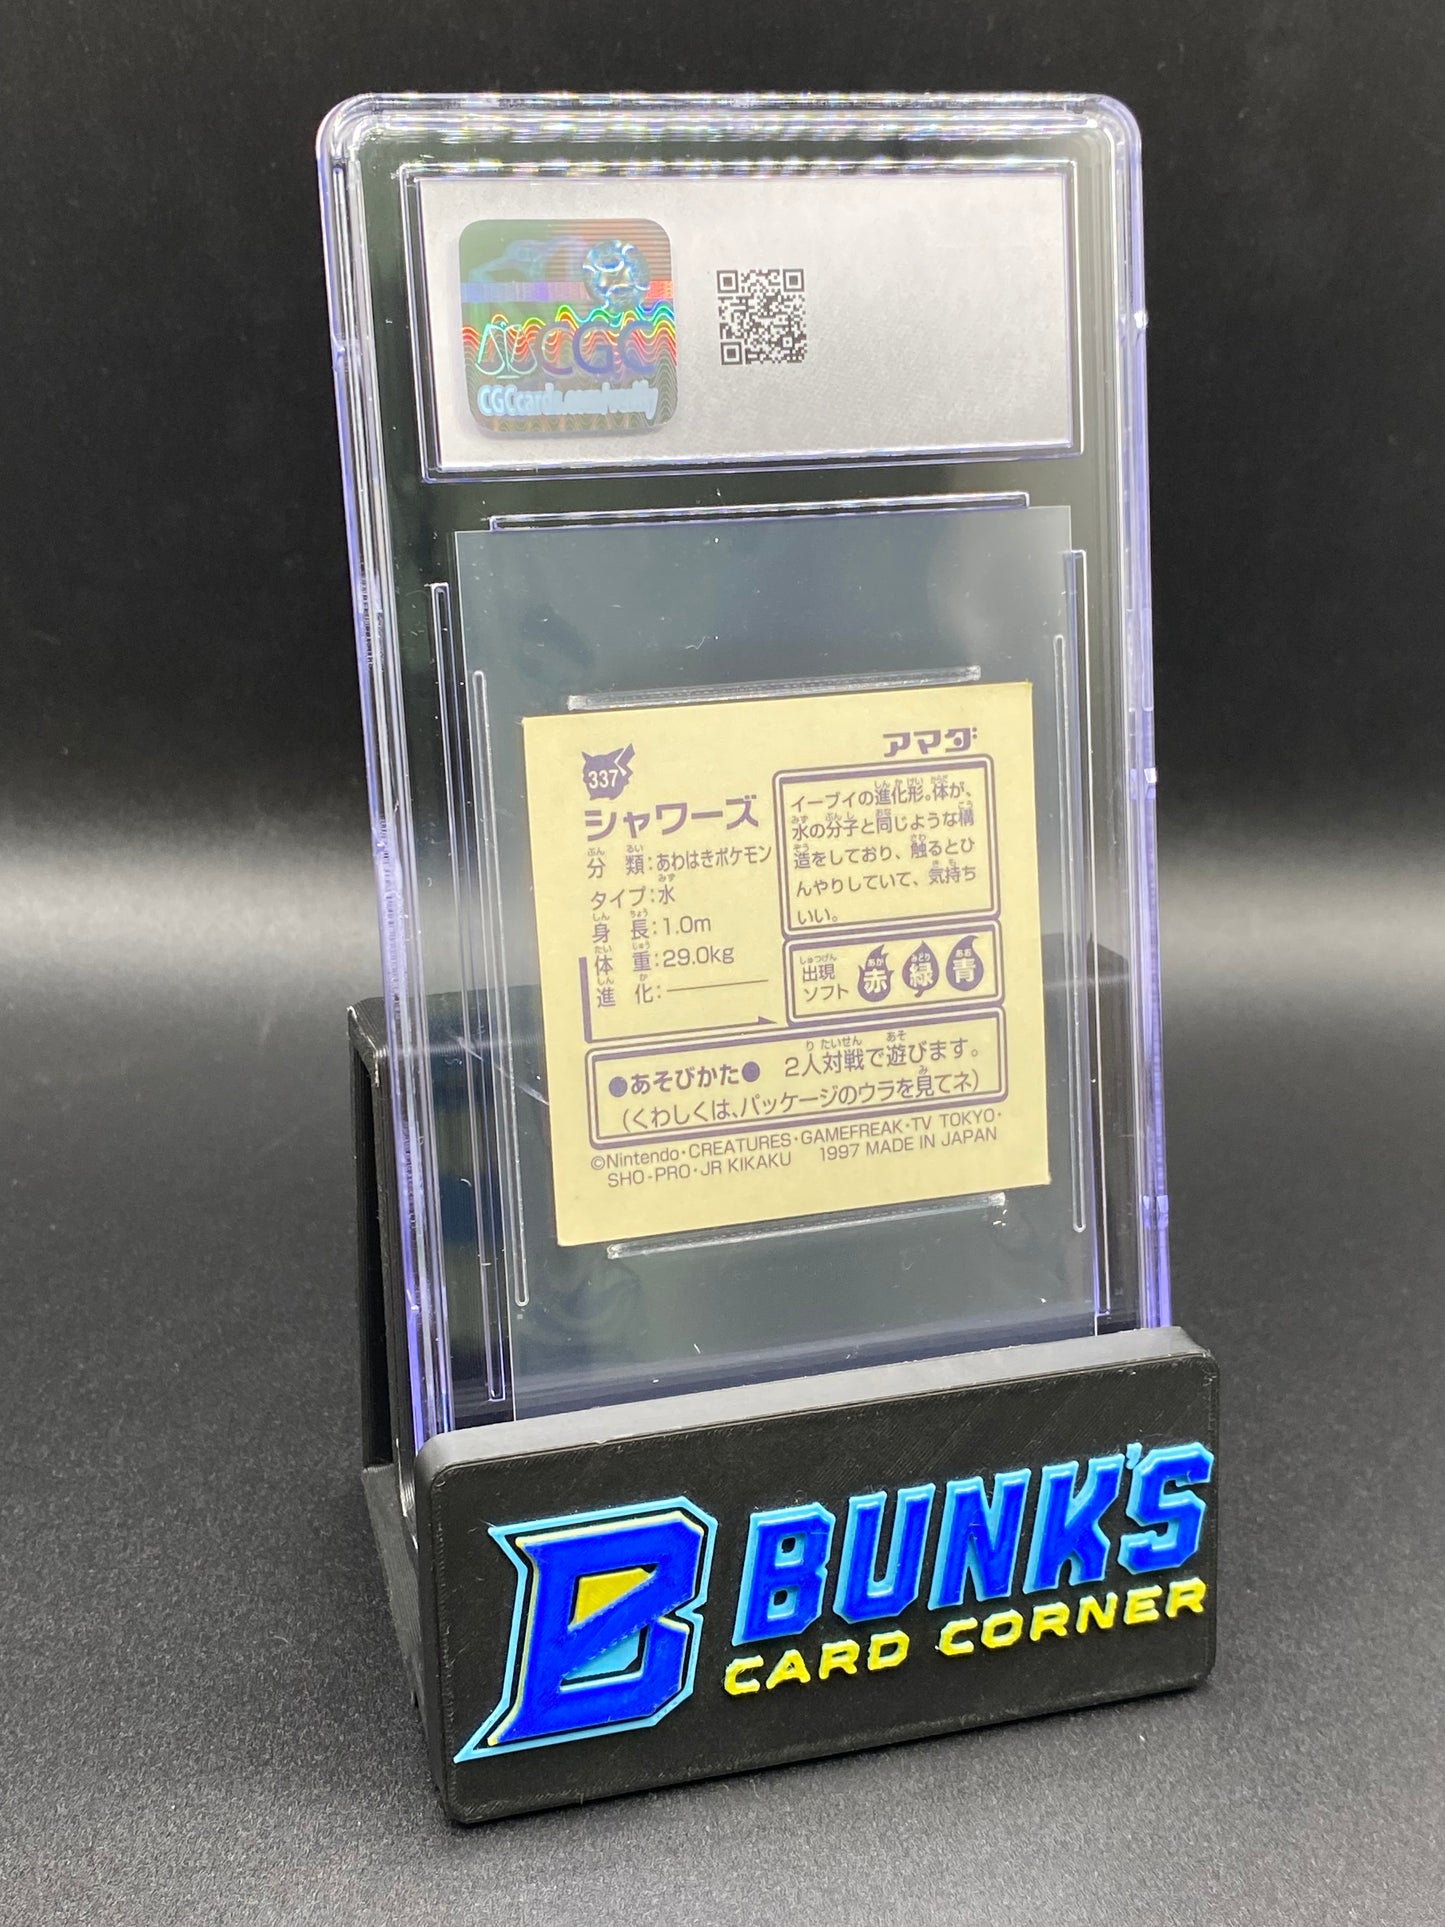 CGC
CGCcards.com/verify
アマダ
337
シャワーズ
分類:あわはきポケモン
タイプ:水
身長:1.0m
体重:29.0kg
進化:
イーブイの進化形。体が、
水の分子と同じような構
造をしており、触るとひ
んやりしていて、気持ち
いい。
出現
ソフト 赤 緑 青
●あそびかた● 2人対戦で遊びます。
(くわしくは、パッケージのウラを見てネ)
©Nintendo・CREATURES・GAMEFREAK・TV TOKYO・
SHO-PRO・JR KIKAKU 1997 MADE IN JAPAN
B BUNK'S
CARD CORNER